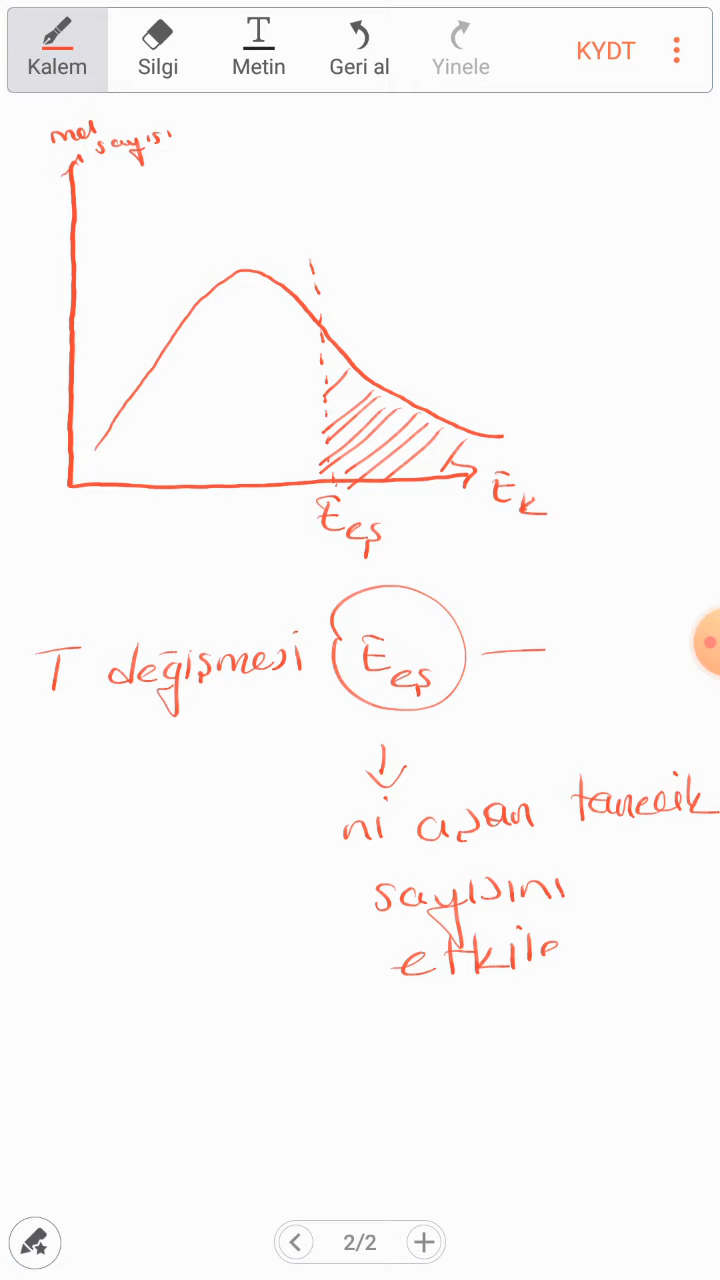 Kalem
Silgi
T
Metin
Geri al
Yinele
KYDT
mol
sayısı
Eeş
Ek
T değişmesi Eeş —
ni aşan tanecik
sayısını
etkile
2/2